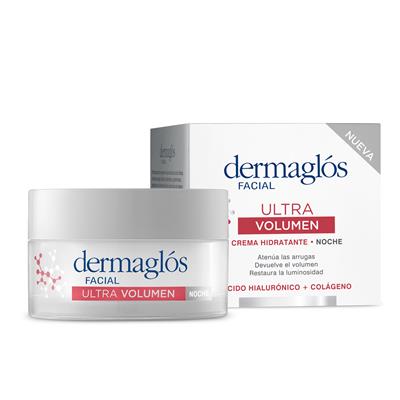 NUEVA
dermaglós
FACIAL
ULTRA
VOLUMEN
CREMA HIDRATANTE • NOCHE
Atenúa las arrugas
Devuelve el volumen
Restaura la luminosidad
CIDO HIALURÓNICO + COLÁGENO
dermaglós
FACIAL
ULTRA VOLUMEN
NOCHE